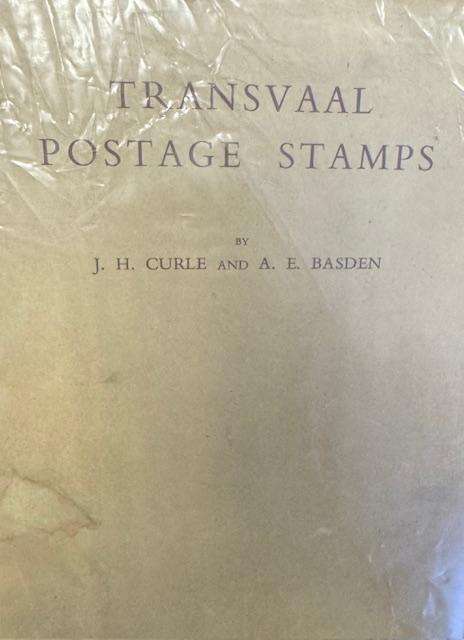 TRANSVAAL
POSTAGE STAMPS
BY
J. H. CURLE AND A. E. BASDEN